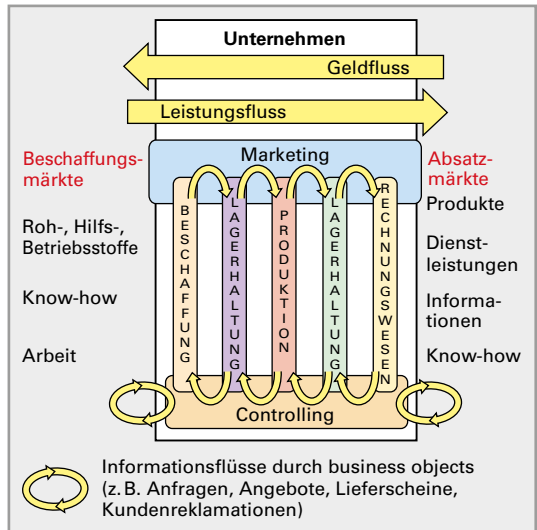 Unternehmen
Geldfluss
Leistungsfluss
Beschaffungs-
märkte
Marketing
Absatz-
märkte
Roh-, Hilfs-,
Betriebsstoffe
Know-how
Arbeit
BESCHAFFUNG
LAGERHALTUNG
PRODUKTION
LAGERHALTUNG
RECHNUNGSWESEN
Produkte
Dienst-
leistungen
Informa-
tionen
Know-how
Controlling
Informationsflüsse durch business objects
(z. B. Anfragen, Angebote, Lieferscheine,
Kundenreklamationen)